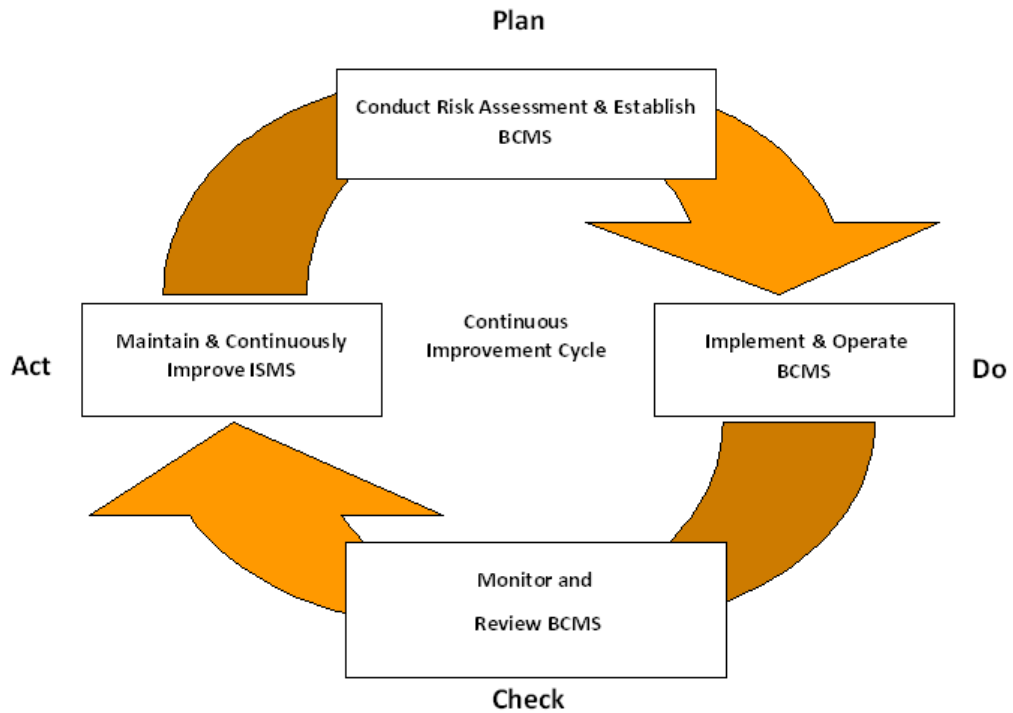 Plan
Conduct Risk Assessment & Establish
BCMS
Continuous
Improvement Cycle
Act
Maintain & Continuously
Improve ISMS
Implement & Operate
BCMS
Do
Monitor and
Review BCMS
Check